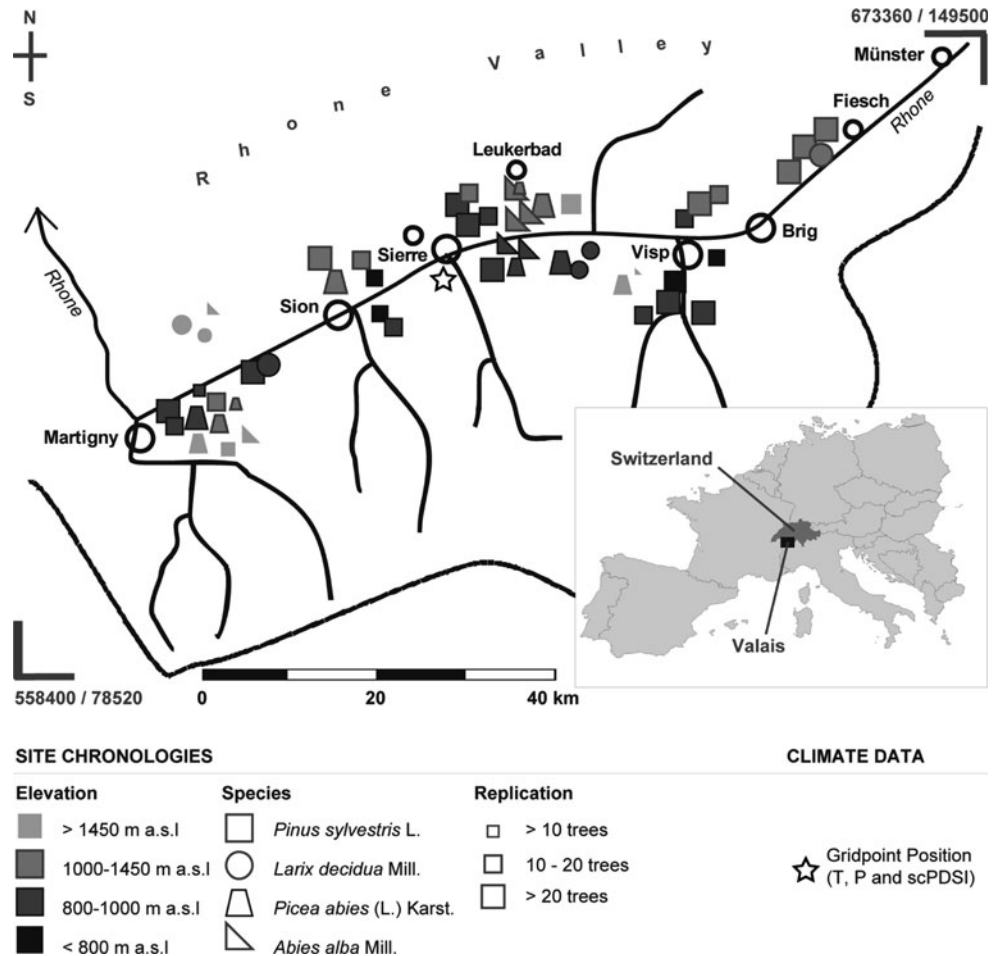 N
S
673360 / 149500
Rhone Valley
Münster
Fiesch
Rhone
Leukerbad
Brig
Visp
Sierre
Sion
Rhone
Martigny
Switzerland
Valais
558400 / 78520
0 20 40 km
SITE CHRONOLOGIES
CLIMATE DATA
Elevation
> 1450 m a.s.l
1000-1450 m a.s.l
800-1000 m a.s.l
< 800 m a.s.l
Species
Pinus sylvestris L.
Larix decidua Mill.
Picea abies (L.) Karst.
Abies alba Mill.
Replication
> 10 trees
10 - 20 trees
> 20 trees
Gridpoint Position
(T, P and scPDSI)